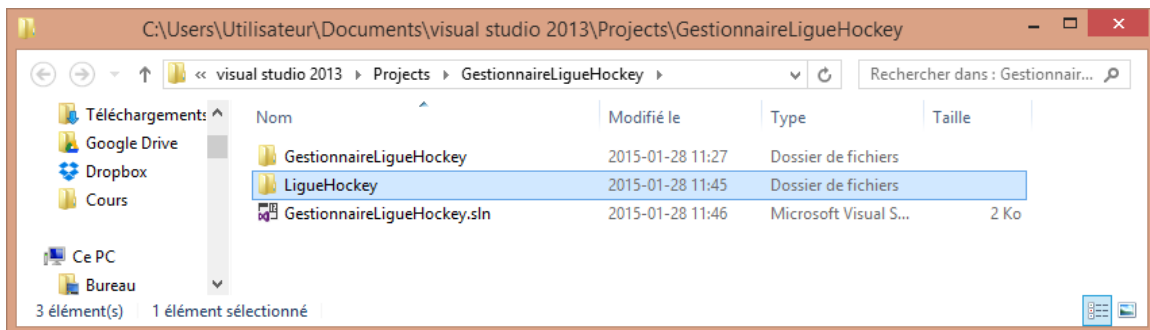 C:\Users\Utilisateur\Documents\visual studio 2013\Projects\GestionnaireLigueHockey
« visual studio 2013 Projects GestionnaireLigueHockey
Rechercher dans : Gestionnair...
Téléchargements
Google Drive
Dropbox
Cours
Ce PC
Bureau
Nom Modifié le Type Taille
GestionnaireLigueHockey 2015-01-28 11:27 Dossier de fichiers
LigueHockey 2015-01-28 11:45 Dossier de fichiers
GestionnaireLigueHockey.sln 2015-01-28 11:46 Microsoft Visual S... 2 Ko
3 élément(s) 1 élément sélectionné